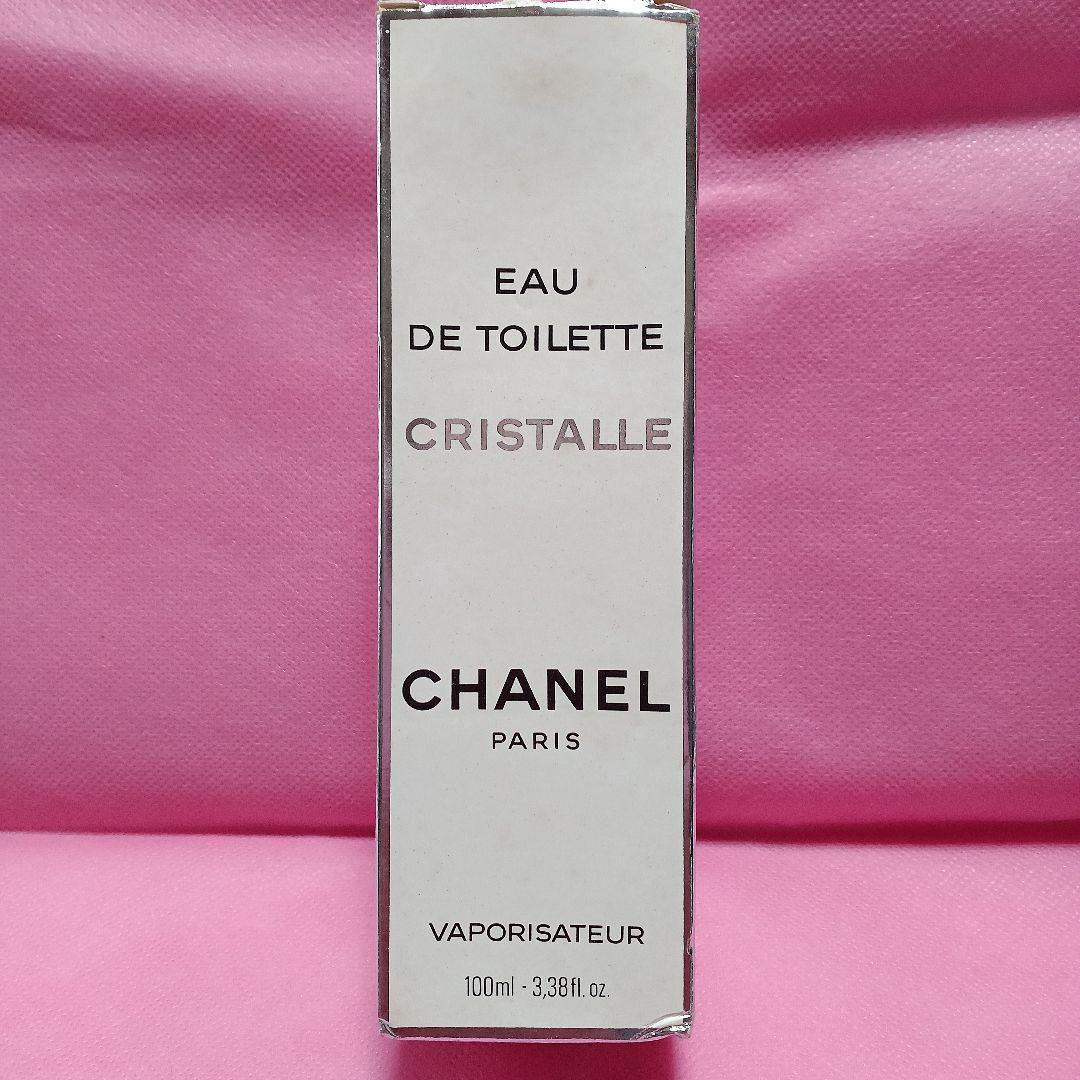 EAU
DE TOILETTE
CRISTALLE
CHANEL
PARIS
VAPORISATEUR
100ml - 3,38fl. oz.